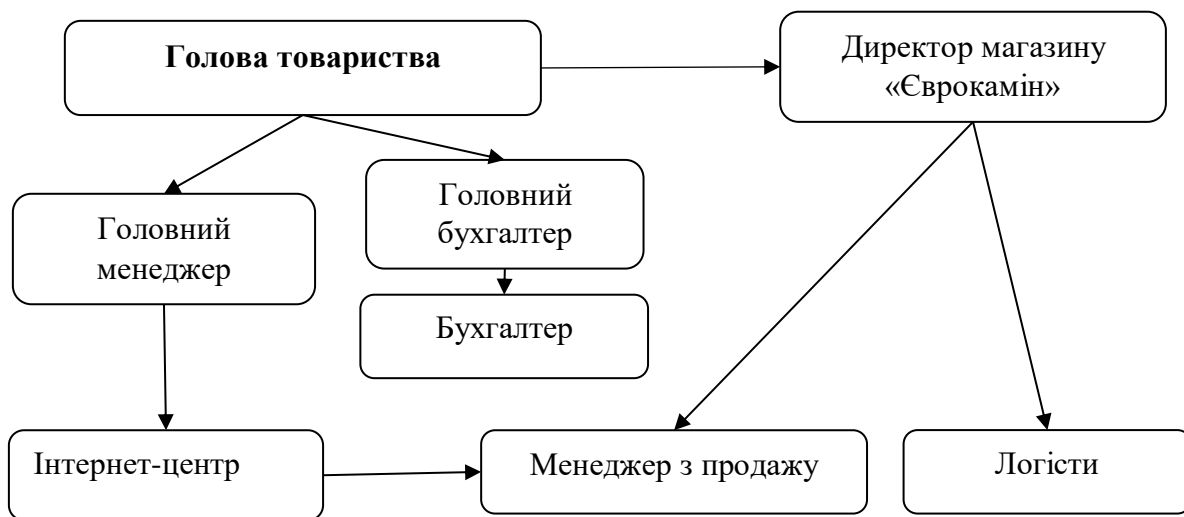 Голова товариства
Директор магазину
«Єврокамін»
Головний
менеджер
Головний
бухгалтер
Бухгалтер
Інтернет-центр
Менеджер з продажу
Логісти